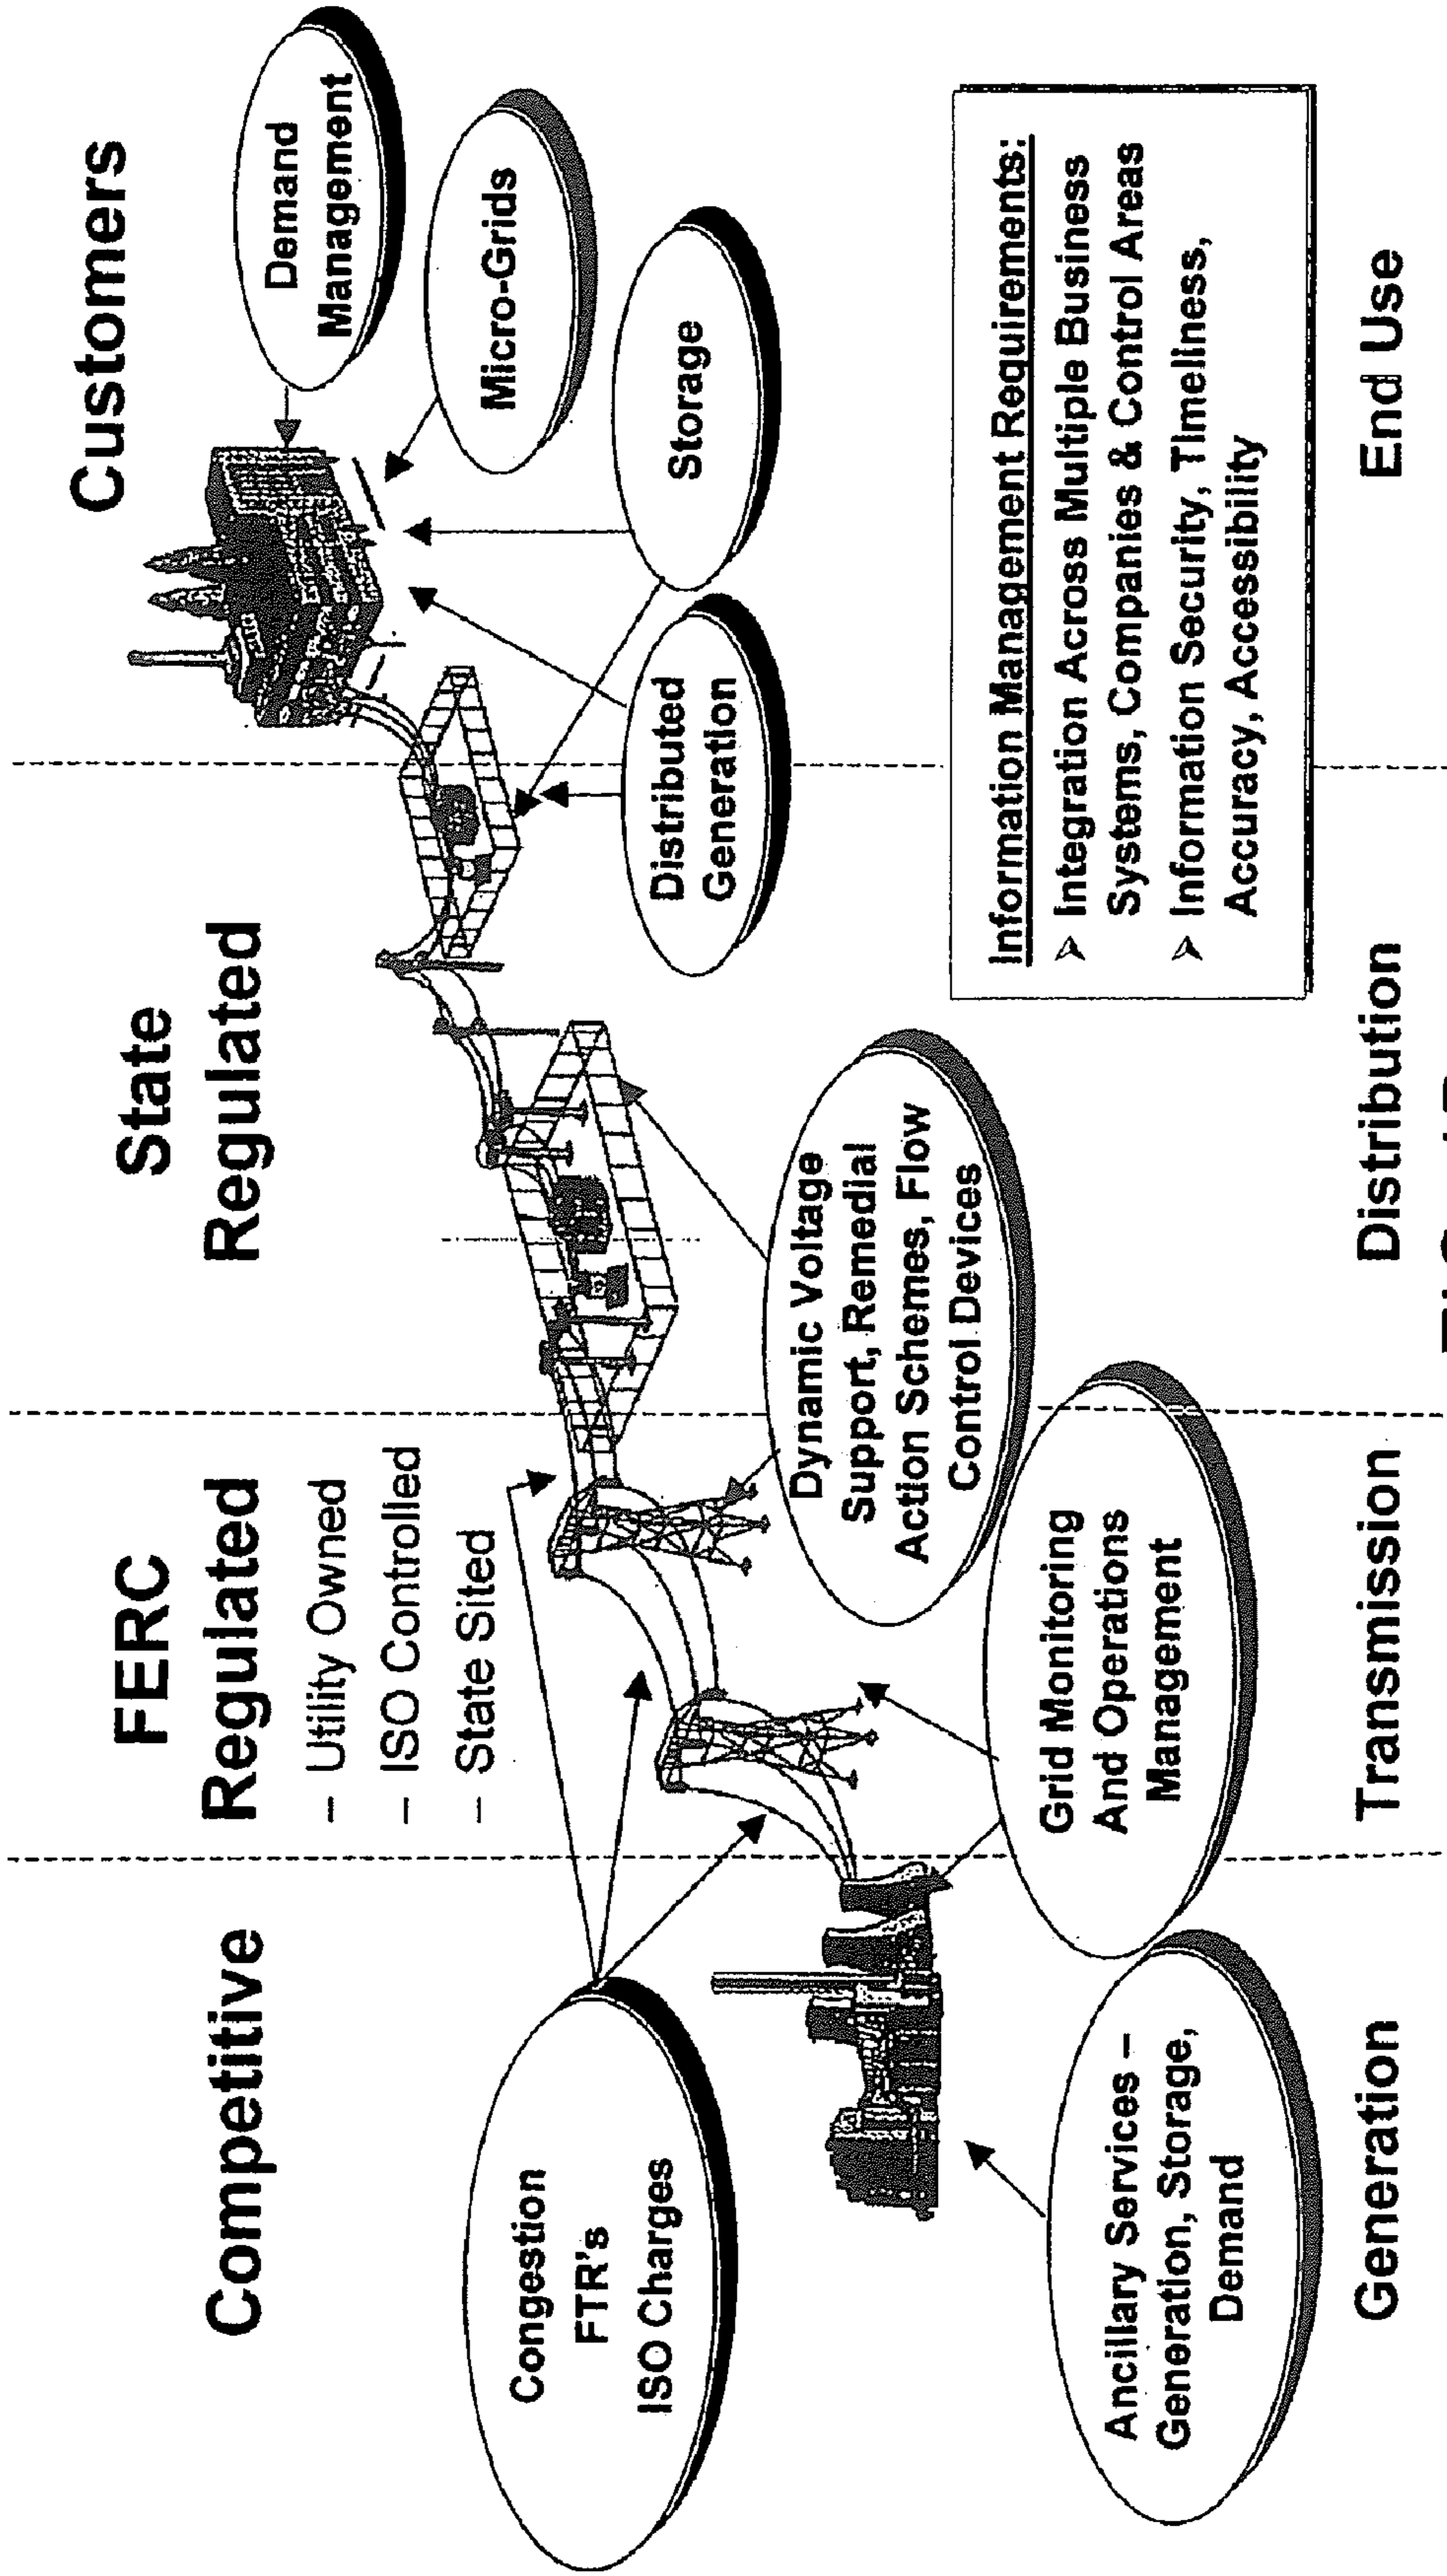 Competitive
FERC
Regulated
– Utility Owned
– ISO Controlled
– State Sited
State
Regulated
Customers
Congestion
FTR's
ISO Charges
Demand
Management
Micro-Grids
Storage
Distributed
Generation
Dynamic Voltage
Support, Remedial
Action Schemes, Flow
Control Devices
Grid Monitoring
And Operations
Management
Ancillary Services –
Generation, Storage,
Demand
Information Management Requirements:
➢ Integration Across Multiple Business
Systems, Companies & Control Areas
➢ Information Security, TImeliness,
Accuracy, Accessibility
Generation
Transmission
Distribution
End Use